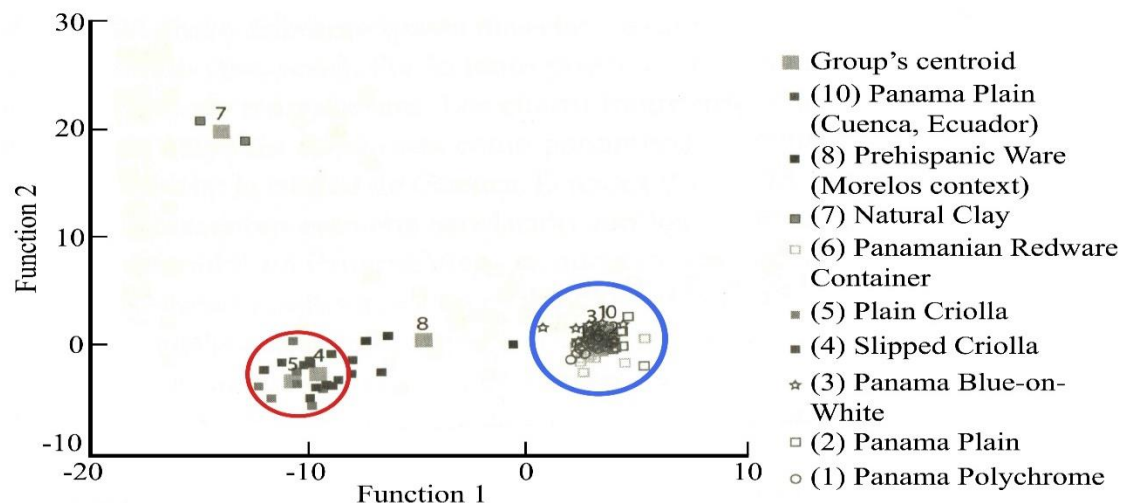 30
20
10
0
-10
-20
-10
0
10
Function 2
Function 1
7
8
5
4
3
10
Group's centroid
(10) Panama Plain
(Cuenca, Ecuador)
(8) Prehispanic Ware
(Morelos context)
(7) Natural Clay
(6) Panamanian Redware
Container
(5) Plain Criolla
(4) Slipped Criolla
(3) Panama Blue-on-
White
(2) Panama Plain
(1) Panama Polychrome